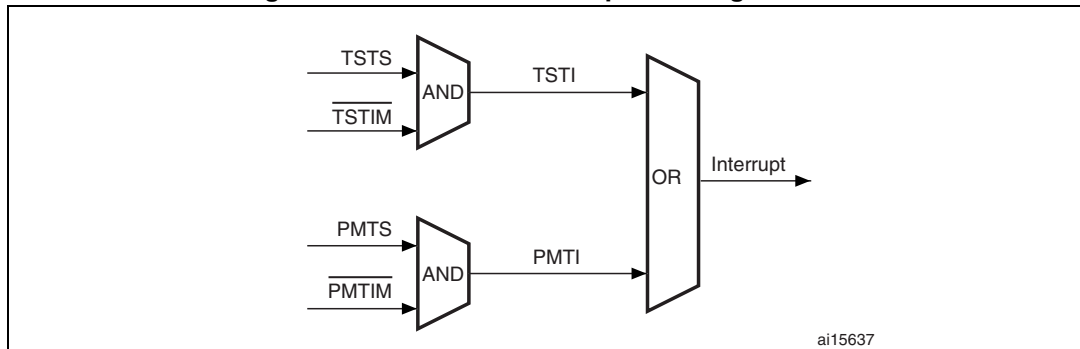 TSTS
TSTIM
AND
TSTI
PMTS
PMTIM
AND
PMTI
OR
Interrupt
ai15637